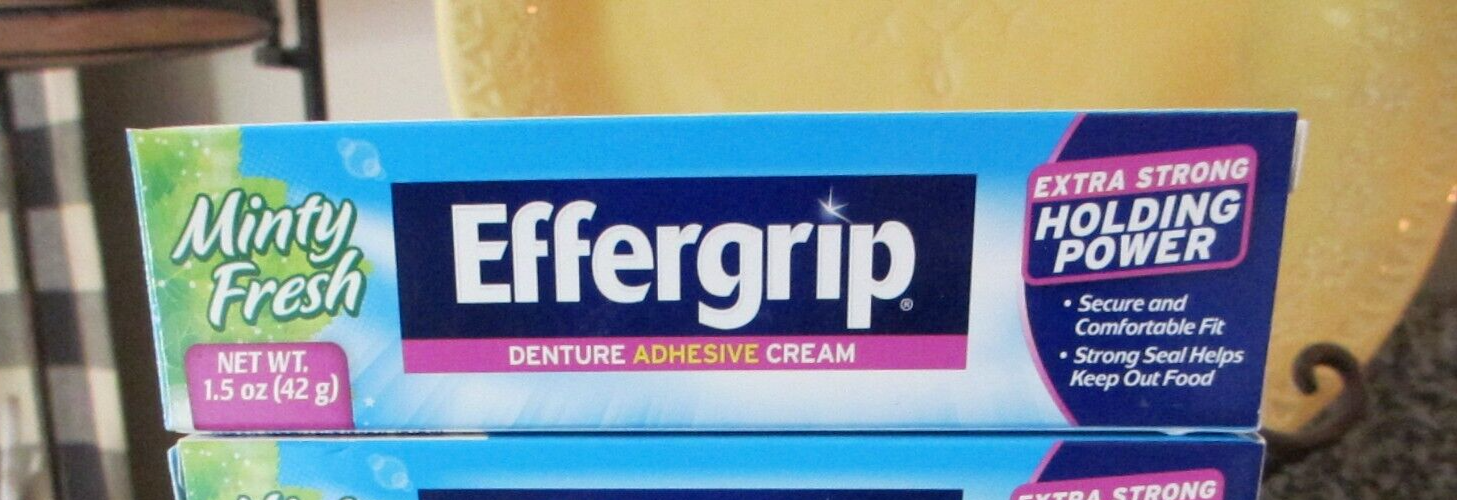 Minty
Fresh
NET WT.
1.5 oz (42 g)
Effergrip®
DENTURE ADHESIVE CREAM
EXTRA STRONG
HOLDING
POWER
• Secure and
Comfortable Fit
• Strong Seal Helps
Keep Out Food
EXTRA STRONG